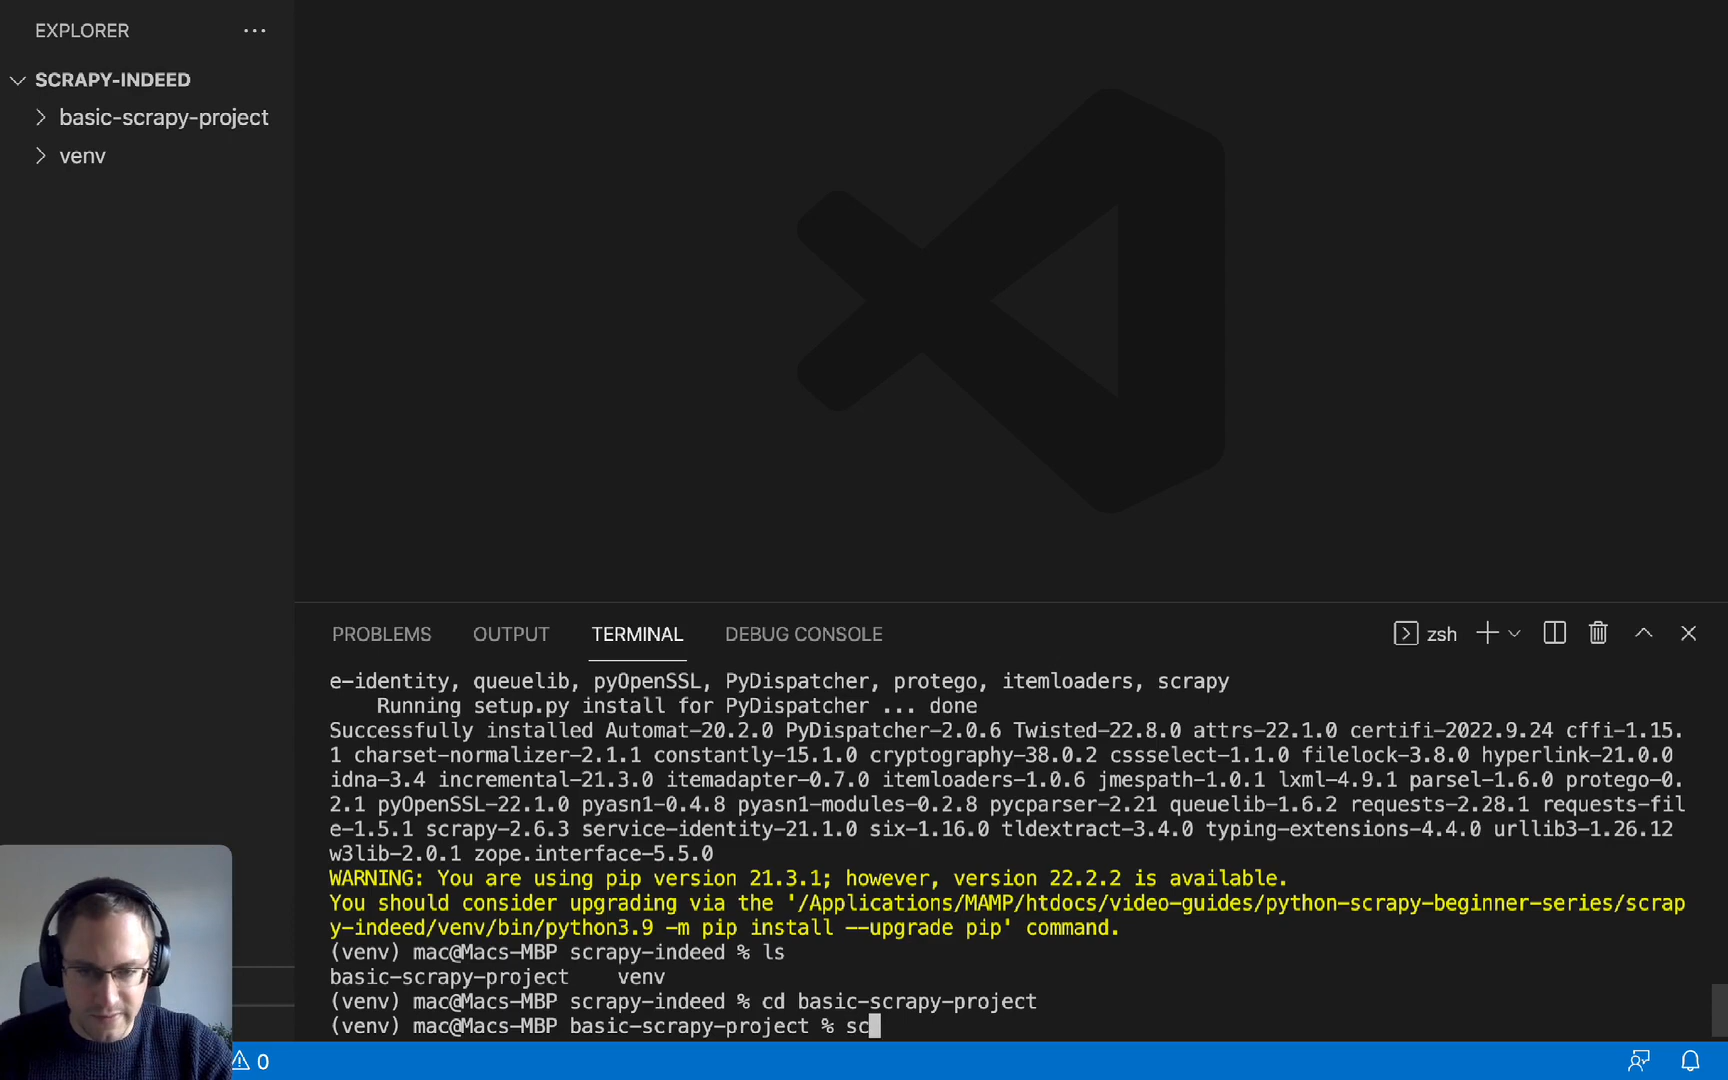 EXPLORER
SCRAPY-INDEED
basic-scrapy-project
venv
PROBLEMS OUTPUT TERMINAL DEBUG CONSOLE zsh
e-identity, queuelib, pyOpenSSL, PyDispatcher, protego, itemloaders, scrapy
Running setup.py install for PyDispatcher ... done
Successfully installed Automat-20.2.0 PyDispatcher-2.0.6 Twisted-22.8.0 attrs-22.1.0 certifi-2022.9.24 cffi-1.15.
1 charset-normalizer-2.1.1 constantly-15.1.0 cryptography-38.0.2 cssselect-1.1.0 filelock-3.8.0 hyperlink-21.0.0
idna-3.4 incremental-21.3.0 itemadapter-0.7.0 itemloaders-1.0.6 jmespath-1.0.1 lxml-4.9.1 parsel-1.6.0 protego-0.
2.1 pyOpenSSL-22.1.0 pyasn1-0.4.8 pyasn1-modules-0.2.8 pycparser-2.21 queuelib-1.6.2 requests-2.28.1 requests-fil
e-1.5.1 scrapy-2.6.3 service-identity-21.1.0 six-1.16.0 tldextract-3.4.0 typing-extensions-4.4.0 urllib3-1.26.12
w3lib-2.0.1 zope.interface-5.5.0
WARNING: You are using pip version 21.3.1; however, version 22.2.2 is available.
You should consider upgrading via the '/Applications/MAMP/htdocs/video-guides/python-scrapy-beginner-series/scrap
y-indeed/venv/bin/python3.9 -m pip install --upgrade pip' command.
(venv) mac@Macs-MBP scrapy-indeed % ls
basic-scrapy-project venv
(venv) mac@Macs-MBP scrapy-indeed % cd basic-scrapy-project
(venv) mac@Macs-MBP basic-scrapy-project % sc
0